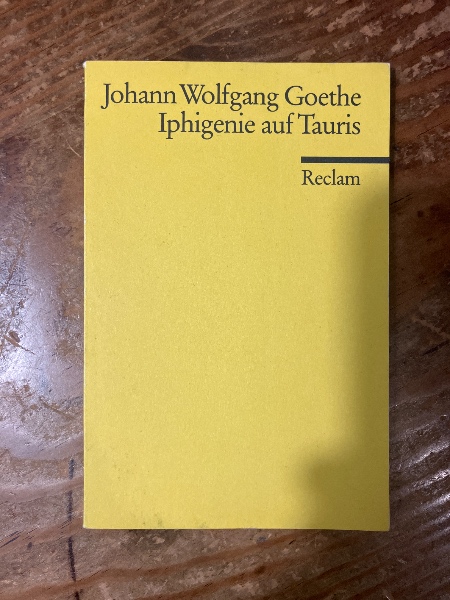 Johann Wolfgang Goethe
Iphigenie auf Tauris
Reclam